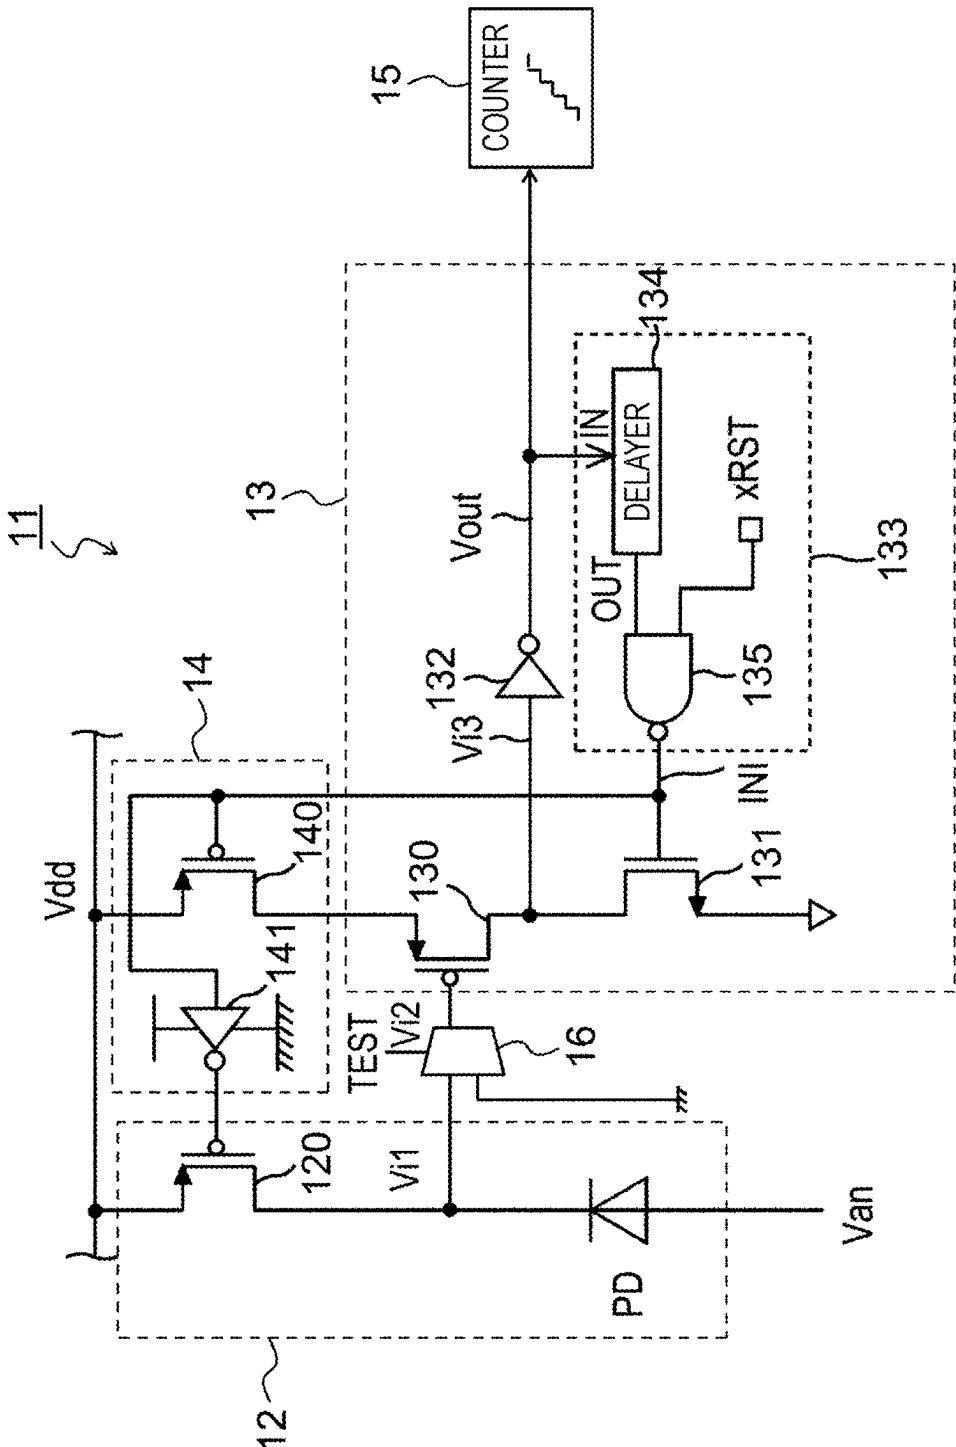 11
Vdd
14
140
141
120
12
PD
Van
Vi1
TEST
Vi2
16
130
131
INI
Vi3
132
Vout
13
IN
134
DELAYER
OUT
xRST
135
133
15
COUNTER